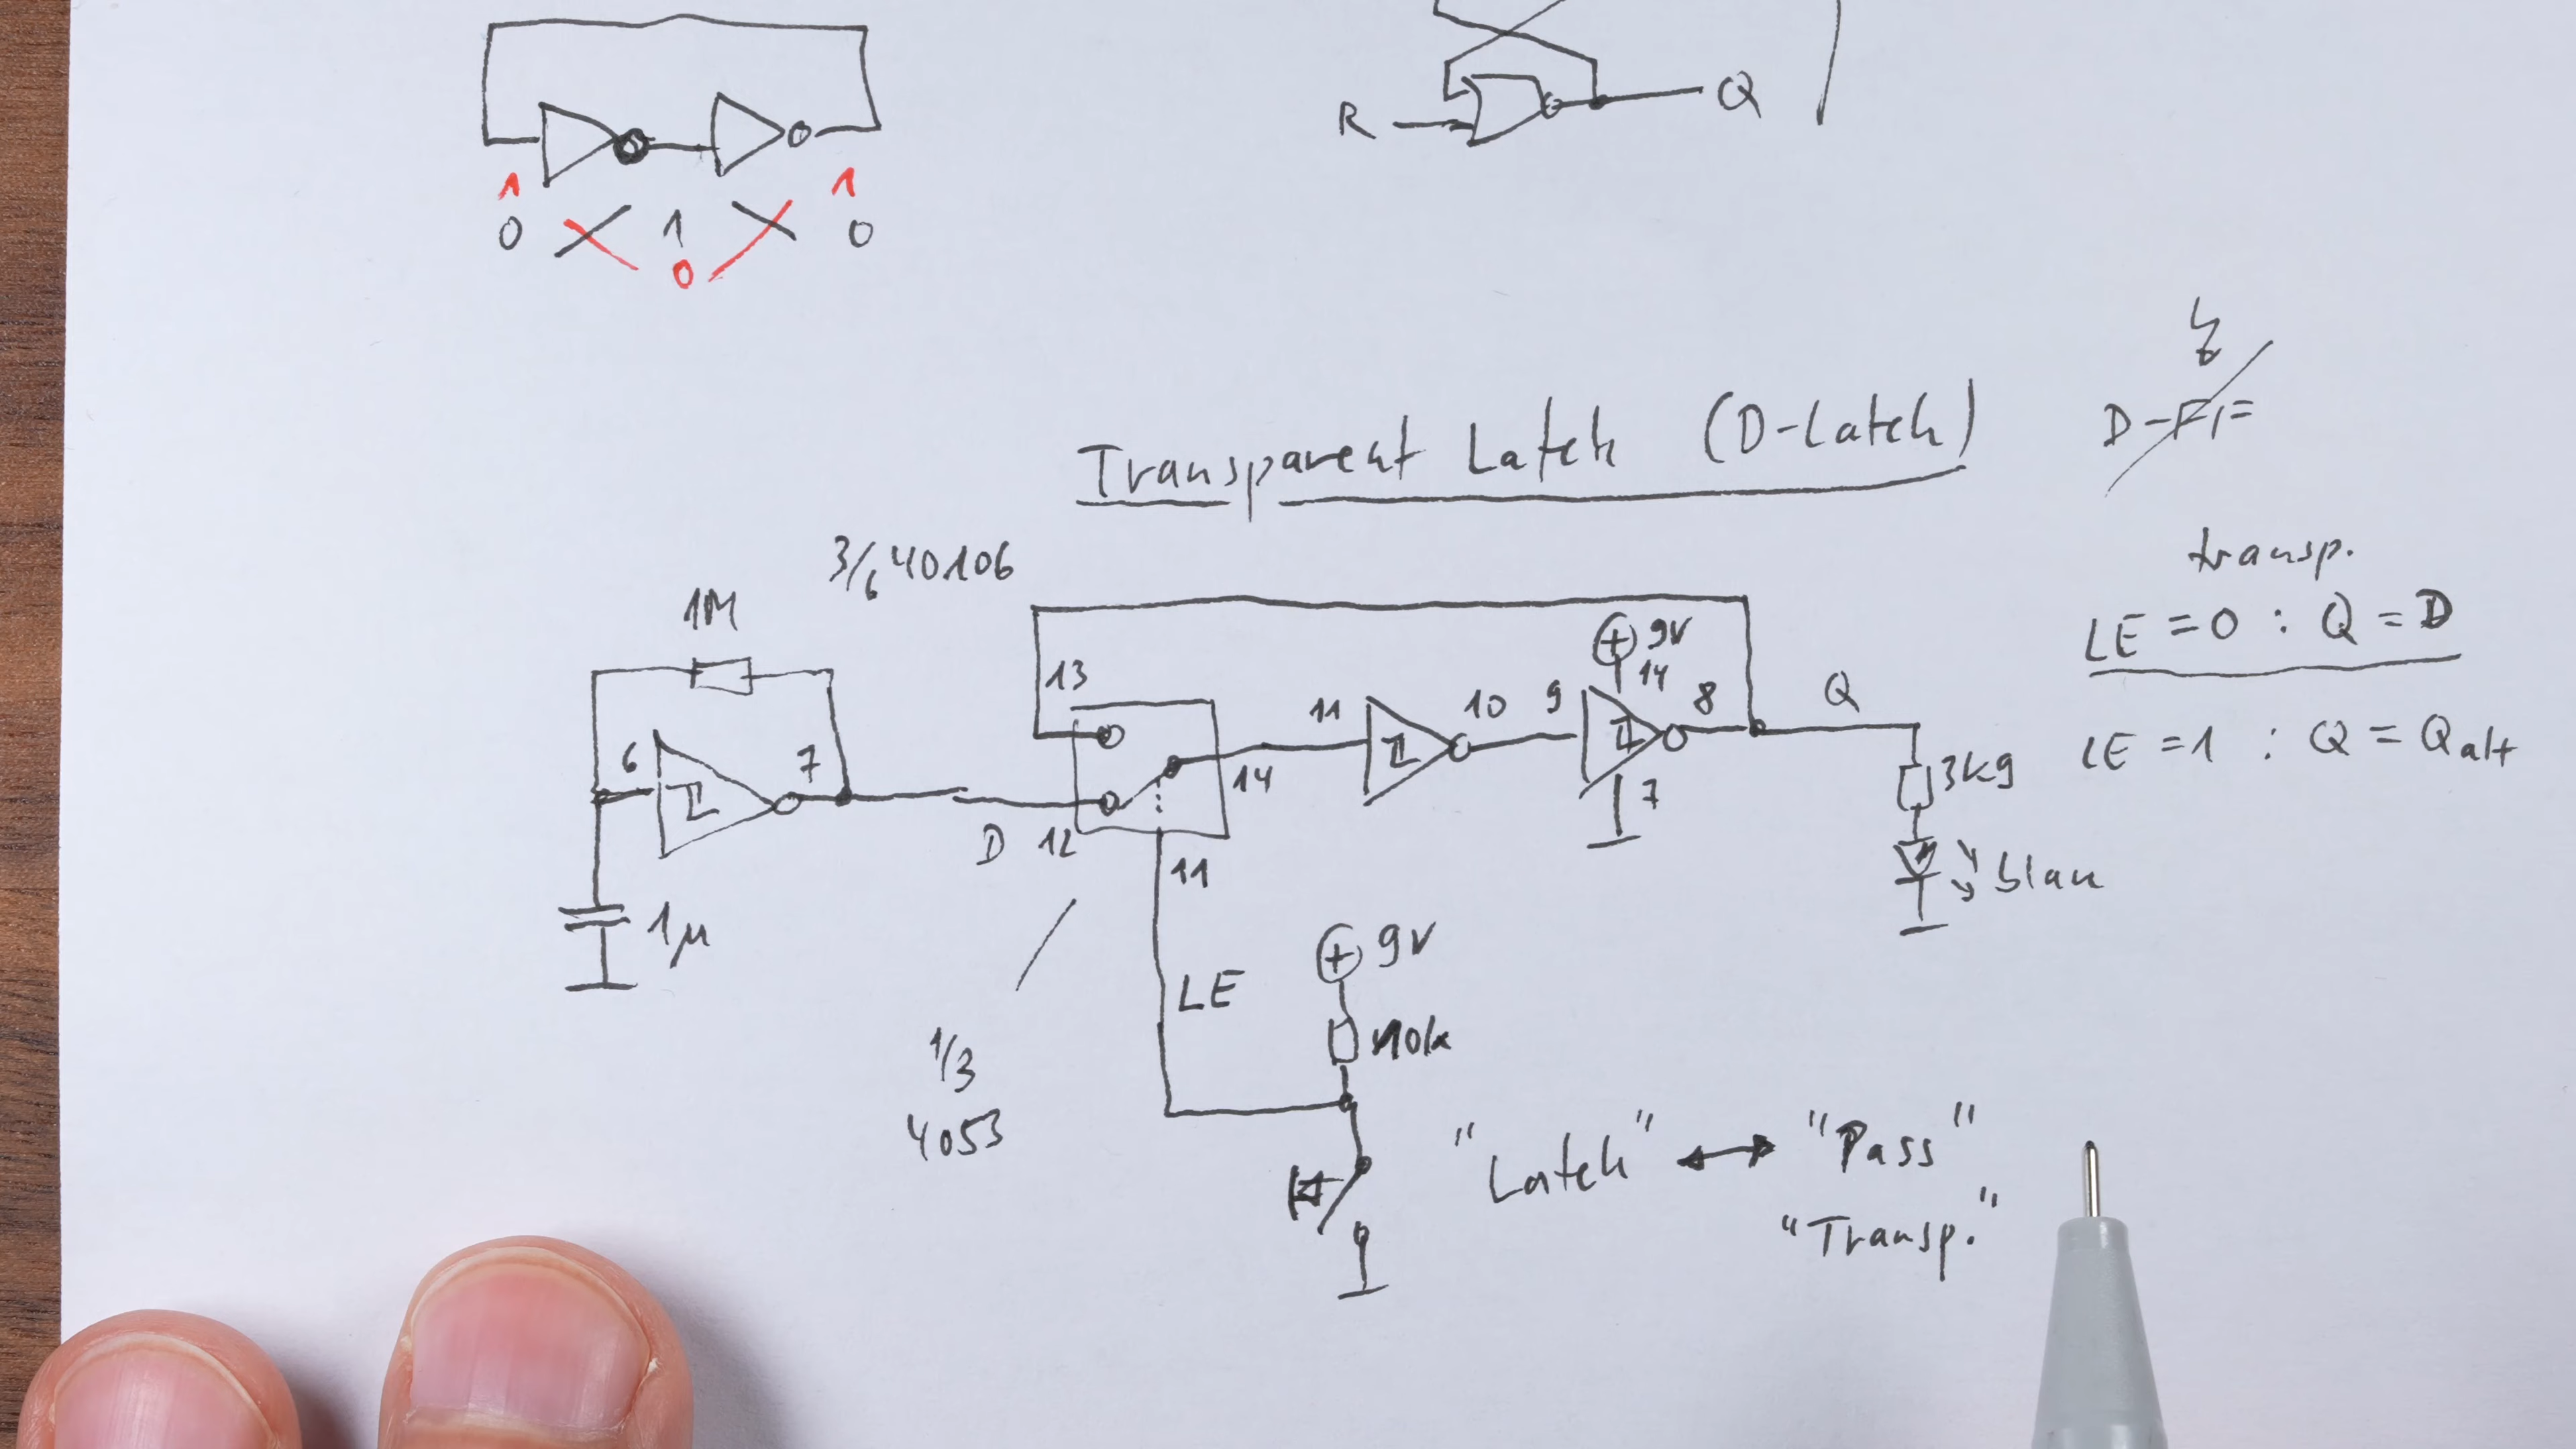 R
Q
1 1
0 1 0
0
Transparent Latch (D-Latch)
D-FF
transp.
LE = 0 : Q = D
LE = 1 : Q = Qalt
3/6 40106
1M
9V
13
14
11
10
9
8
Q
6
7
14
3k9
D
12
11
7
blau
1µ
LE
9V
10k
1/3
4053
"Latch" ↔ "Pass"
"Transp."